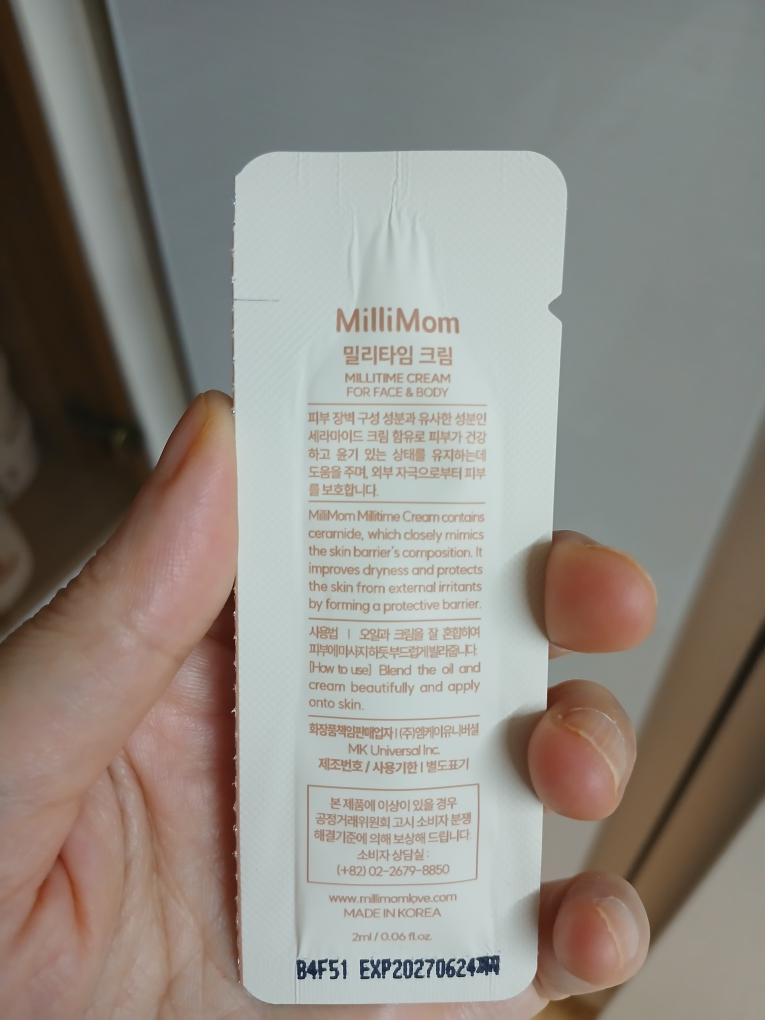 MilliMom
밀리타임 크림
MILLITIME CREAM
FOR FACE & BODY
피부 장벽 구성 성분과 유사한 성분인
세라마이드 크림 함유로 피부가 건강
하고 윤기 있는 상태를 유지하는데
도움을 주며, 외부 자극으로부터 피부
를 보호합니다.
MilliMom Millitime Cream contains
ceramide, which closely mimics
the skin barrier's composition. It
improves dryness and protects
the skin from external irritants
by forming a protective barrier.
사용법 | 오일과 크림을 잘 혼합하여
피부에 마사지하듯 부드럽게 발라줍니다.
[How to use] Blend the oil and
cream beautifully and apply
onto skin.
화장품책임판매업자 | (주)엠케이유니버설
MK Universal Inc.
제조번호 / 사용기한 | 별도표기
본 제품에 이상이 있을 경우
공정거래위원회 고시 소비자 분쟁
해결기준에 의해 보상해 드립니다.
소비자 상담실 :
(+82) 02-2679-8850
www.millimomlove.com
MADE IN KOREA
2ml / 0.06 fl.oz.
B4F51 EXP20270624